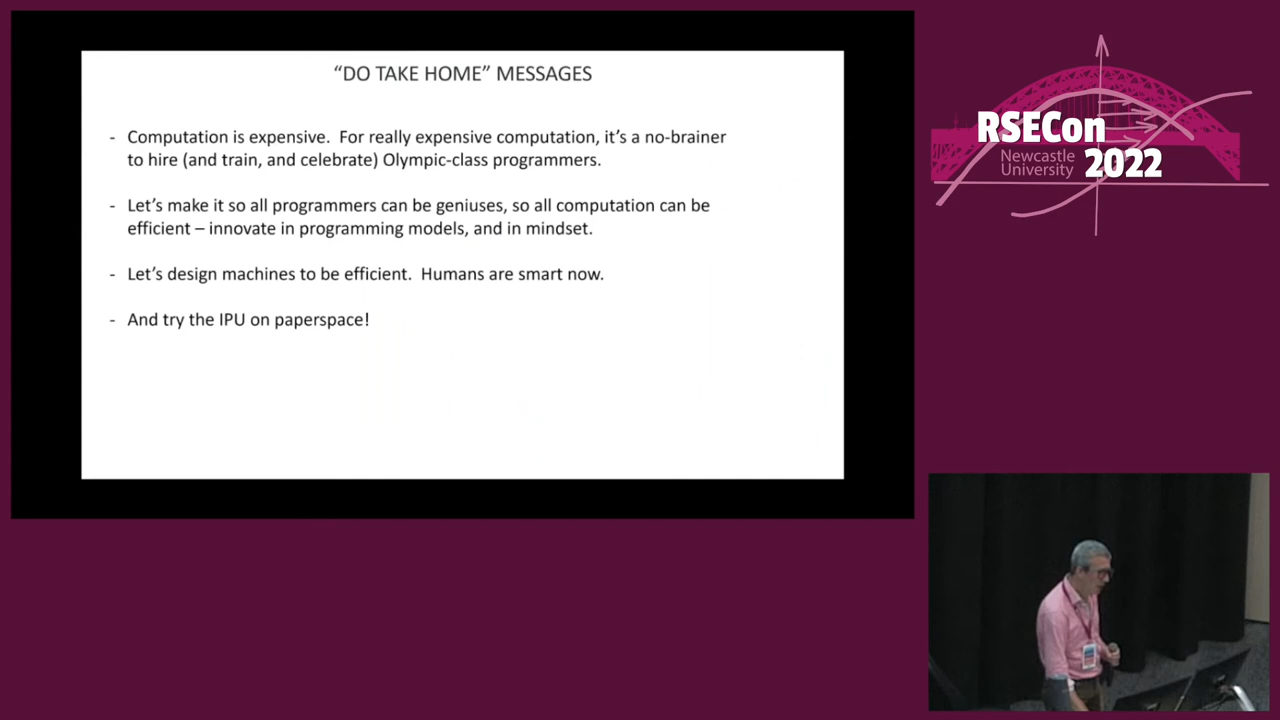 “DO TAKE HOME” MESSAGES
- Computation is expensive. For really expensive computation, it’s a no-brainer
to hire (and train, and celebrate) Olympic-class programmers.
- Let’s make it so all programmers can be geniuses, so all computation can be
efficient – innovate in programming models, and in mindset.
- Let’s design machines to be efficient. Humans are smart now.
- And try the IPU on paperspace!
RSECon
Newcastle
University
2022